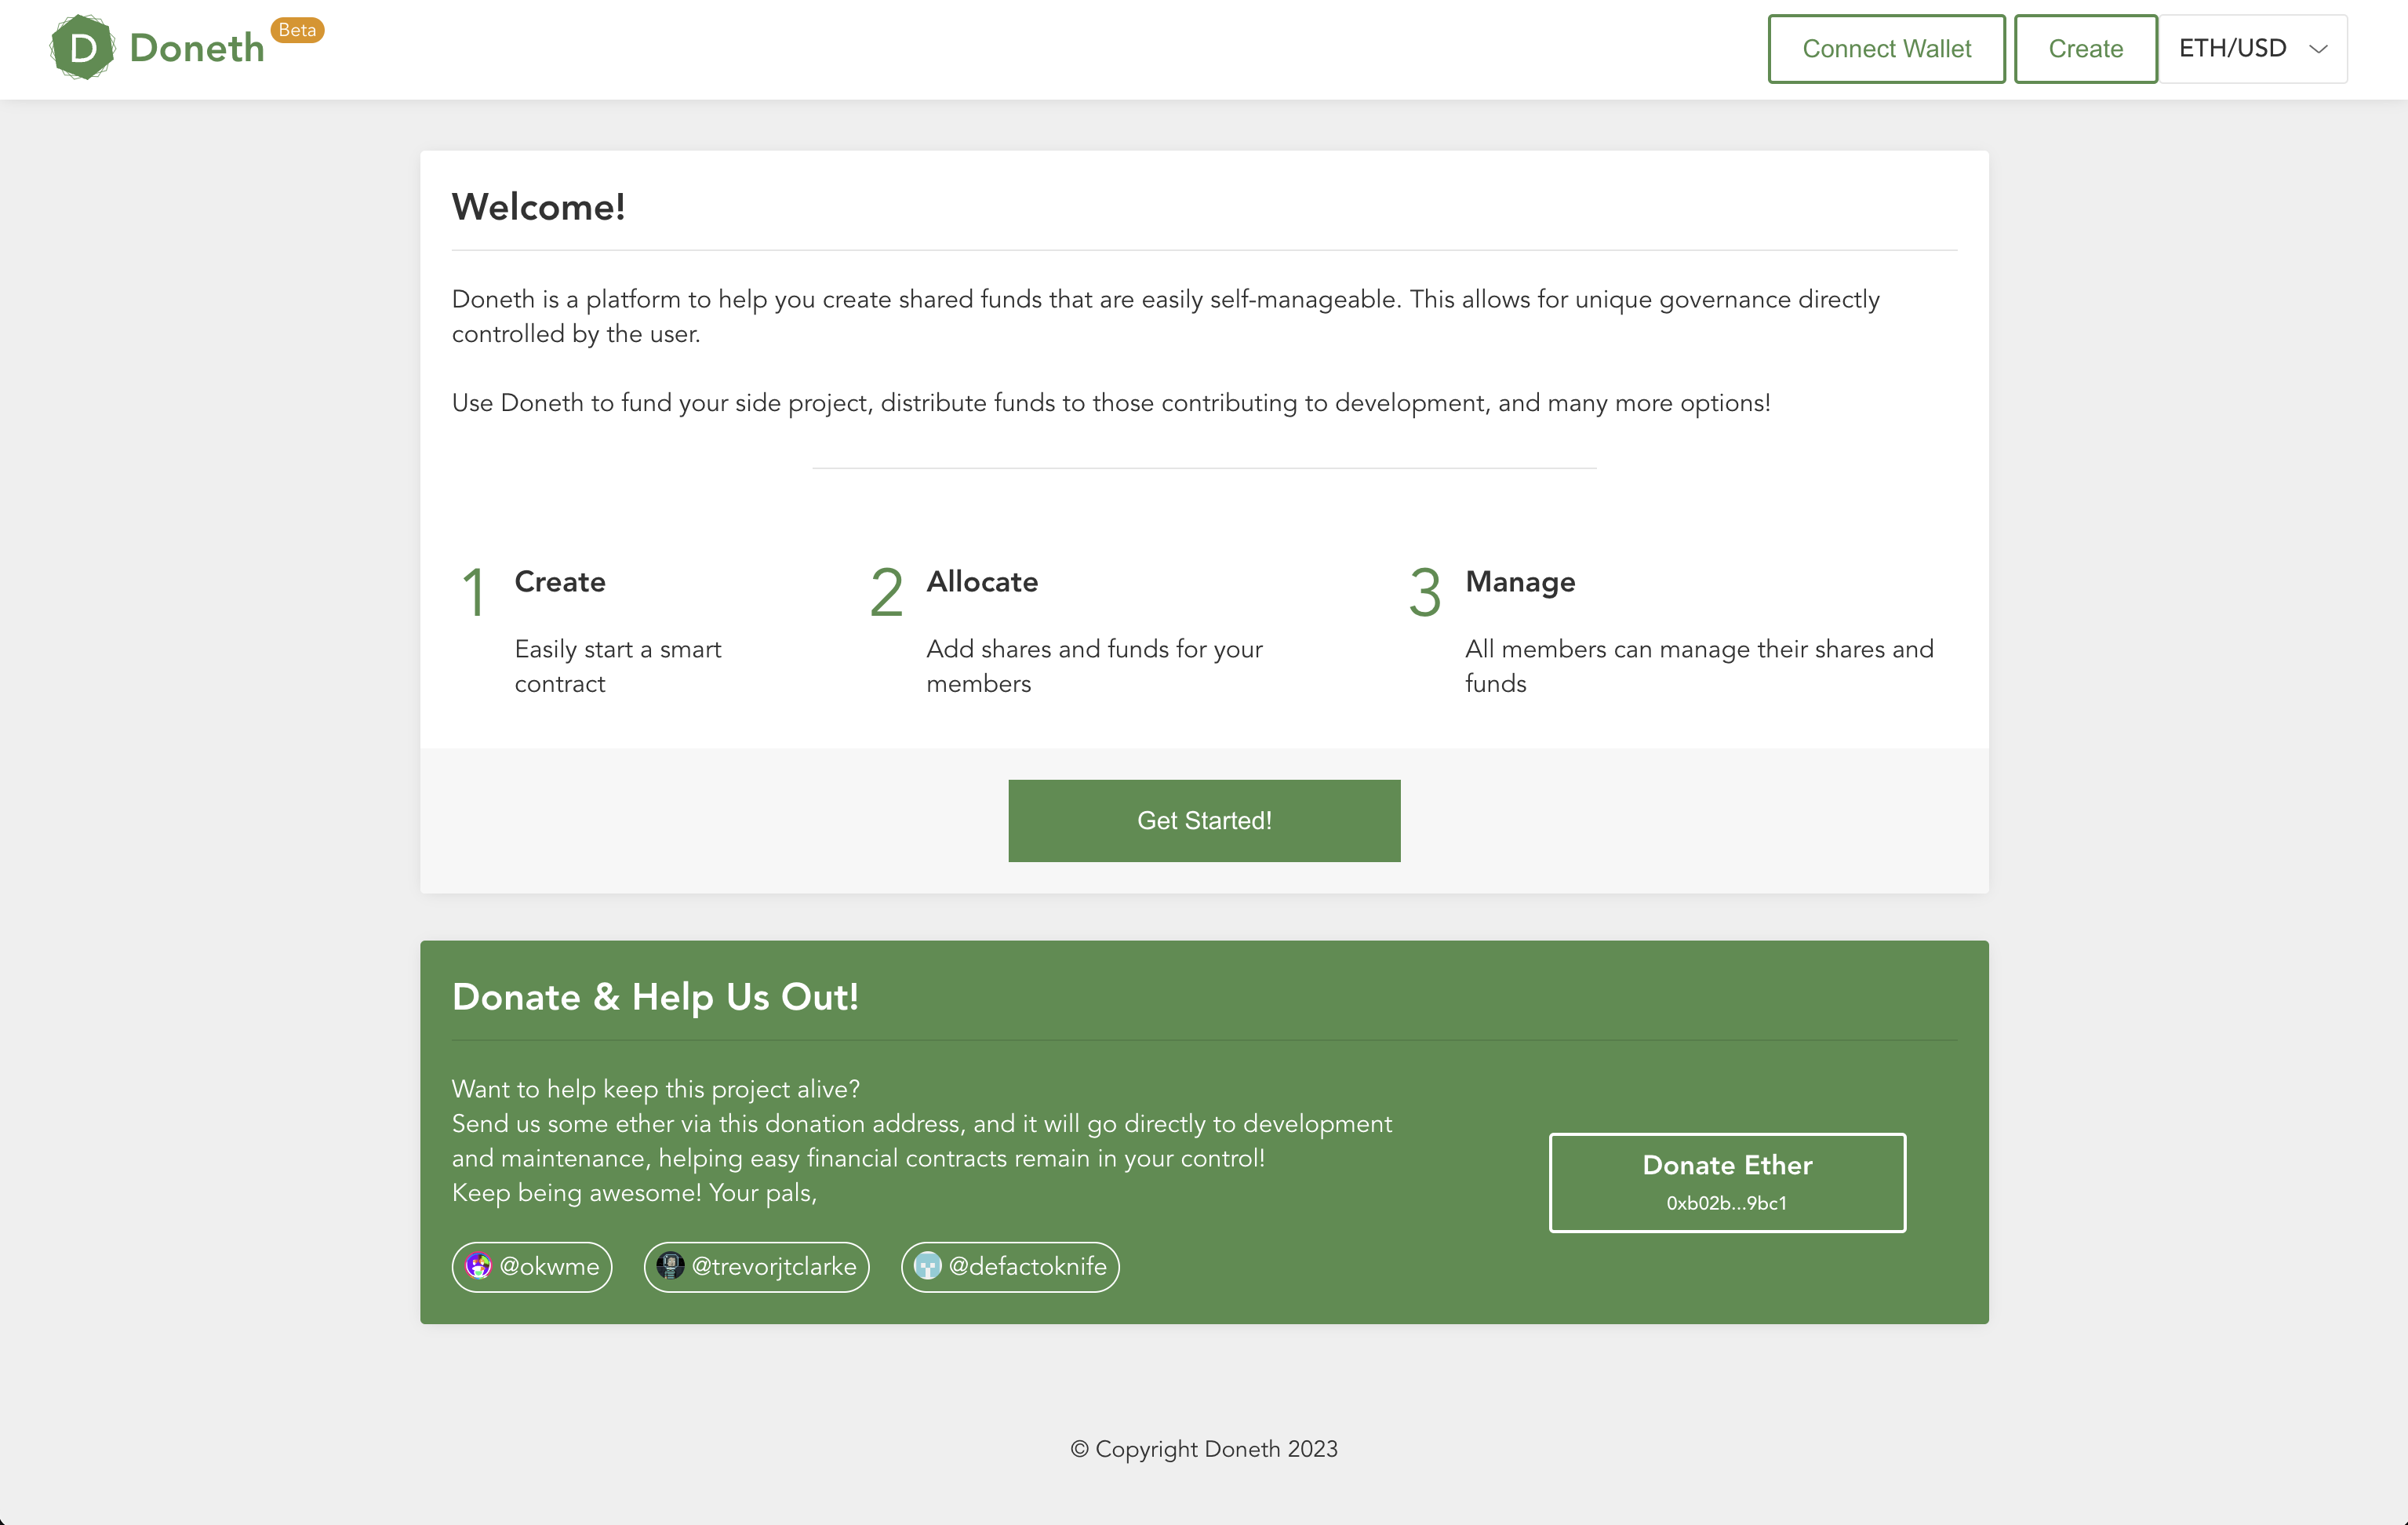 D Doneth Beta
Connect Wallet
Create
ETH/USD
Welcome!
Doneth is a platform to help you create shared funds that are easily self-manageable. This allows for unique governance directly
controlled by the user.
Use Doneth to fund your side project, distribute funds to those contributing to development, and many more options!
1 Create
Easily start a smart
contract
2 Allocate
Add shares and funds for your
members
3 Manage
All members can manage their shares and
funds
Get Started!
Donate & Help Us Out!
Want to help keep this project alive?
Send us some ether via this donation address, and it will go directly to development
and maintenance, helping easy financial contracts remain in your control!
Keep being awesome! Your pals,
@okwme
@trevorjtclarke
@defactoknife
Donate Ether
0xb02b...9bc1
© Copyright Doneth 2023